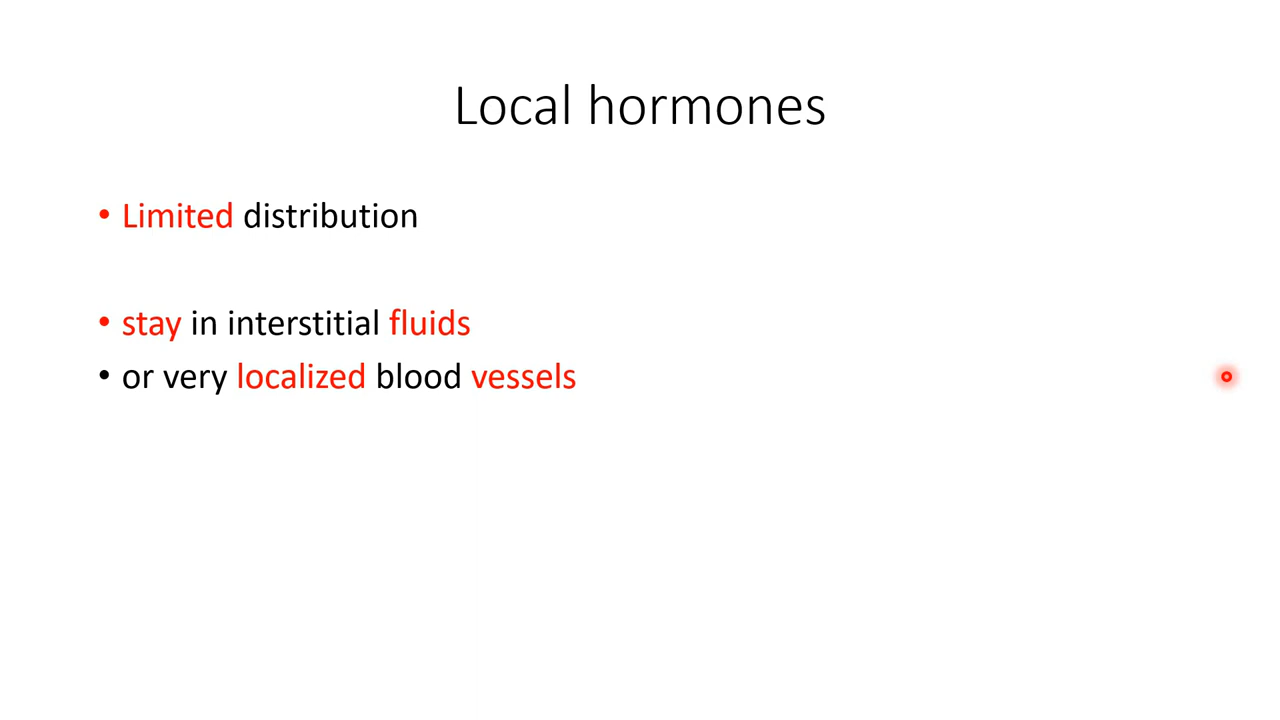 Local hormones
• Limited distribution
• stay in interstitial fluids
• or very localized blood vessels